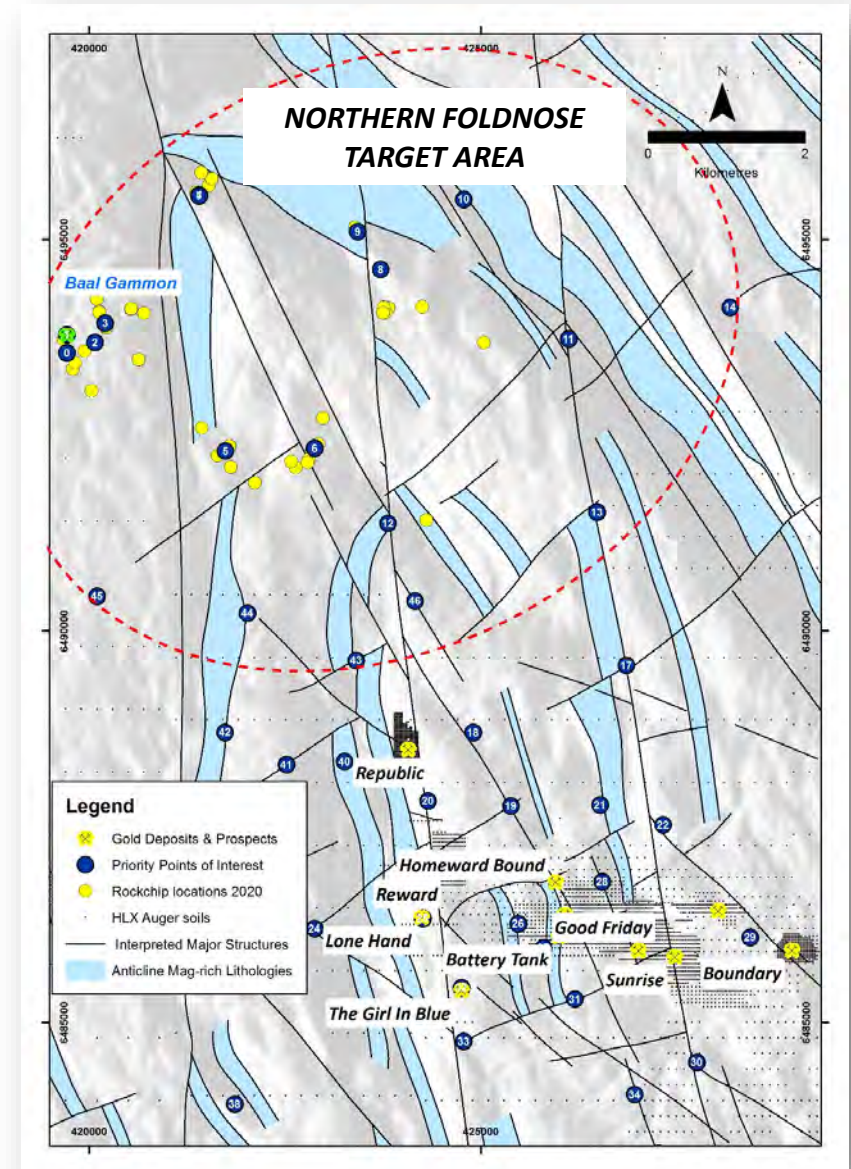 420000
425000
NORTHERN FOLDNOSE
TARGET AREA
N
0
2
Kilometres
10
9
8
6495000
6495000
Baal Gammon
14
3
2
0
11
5
6
12
13
45
46
44
6490000
6490000
43
17
42
18
41
40
Republic
20
19
21
22
Legend
Gold Deposits & Prospects
Priority Points of Interest
Rockchip locations 2020
HLX Auger soils
Interpreted Major Structures
Anticline Mag-rich Lithologies
Homeward Bound
28
Reward
24
Lone Hand
26
Good Friday
29
Battery Tank
Sunrise
Boundary
31
The Girl In Blue
6485000
33
30
34
38
420000
425000